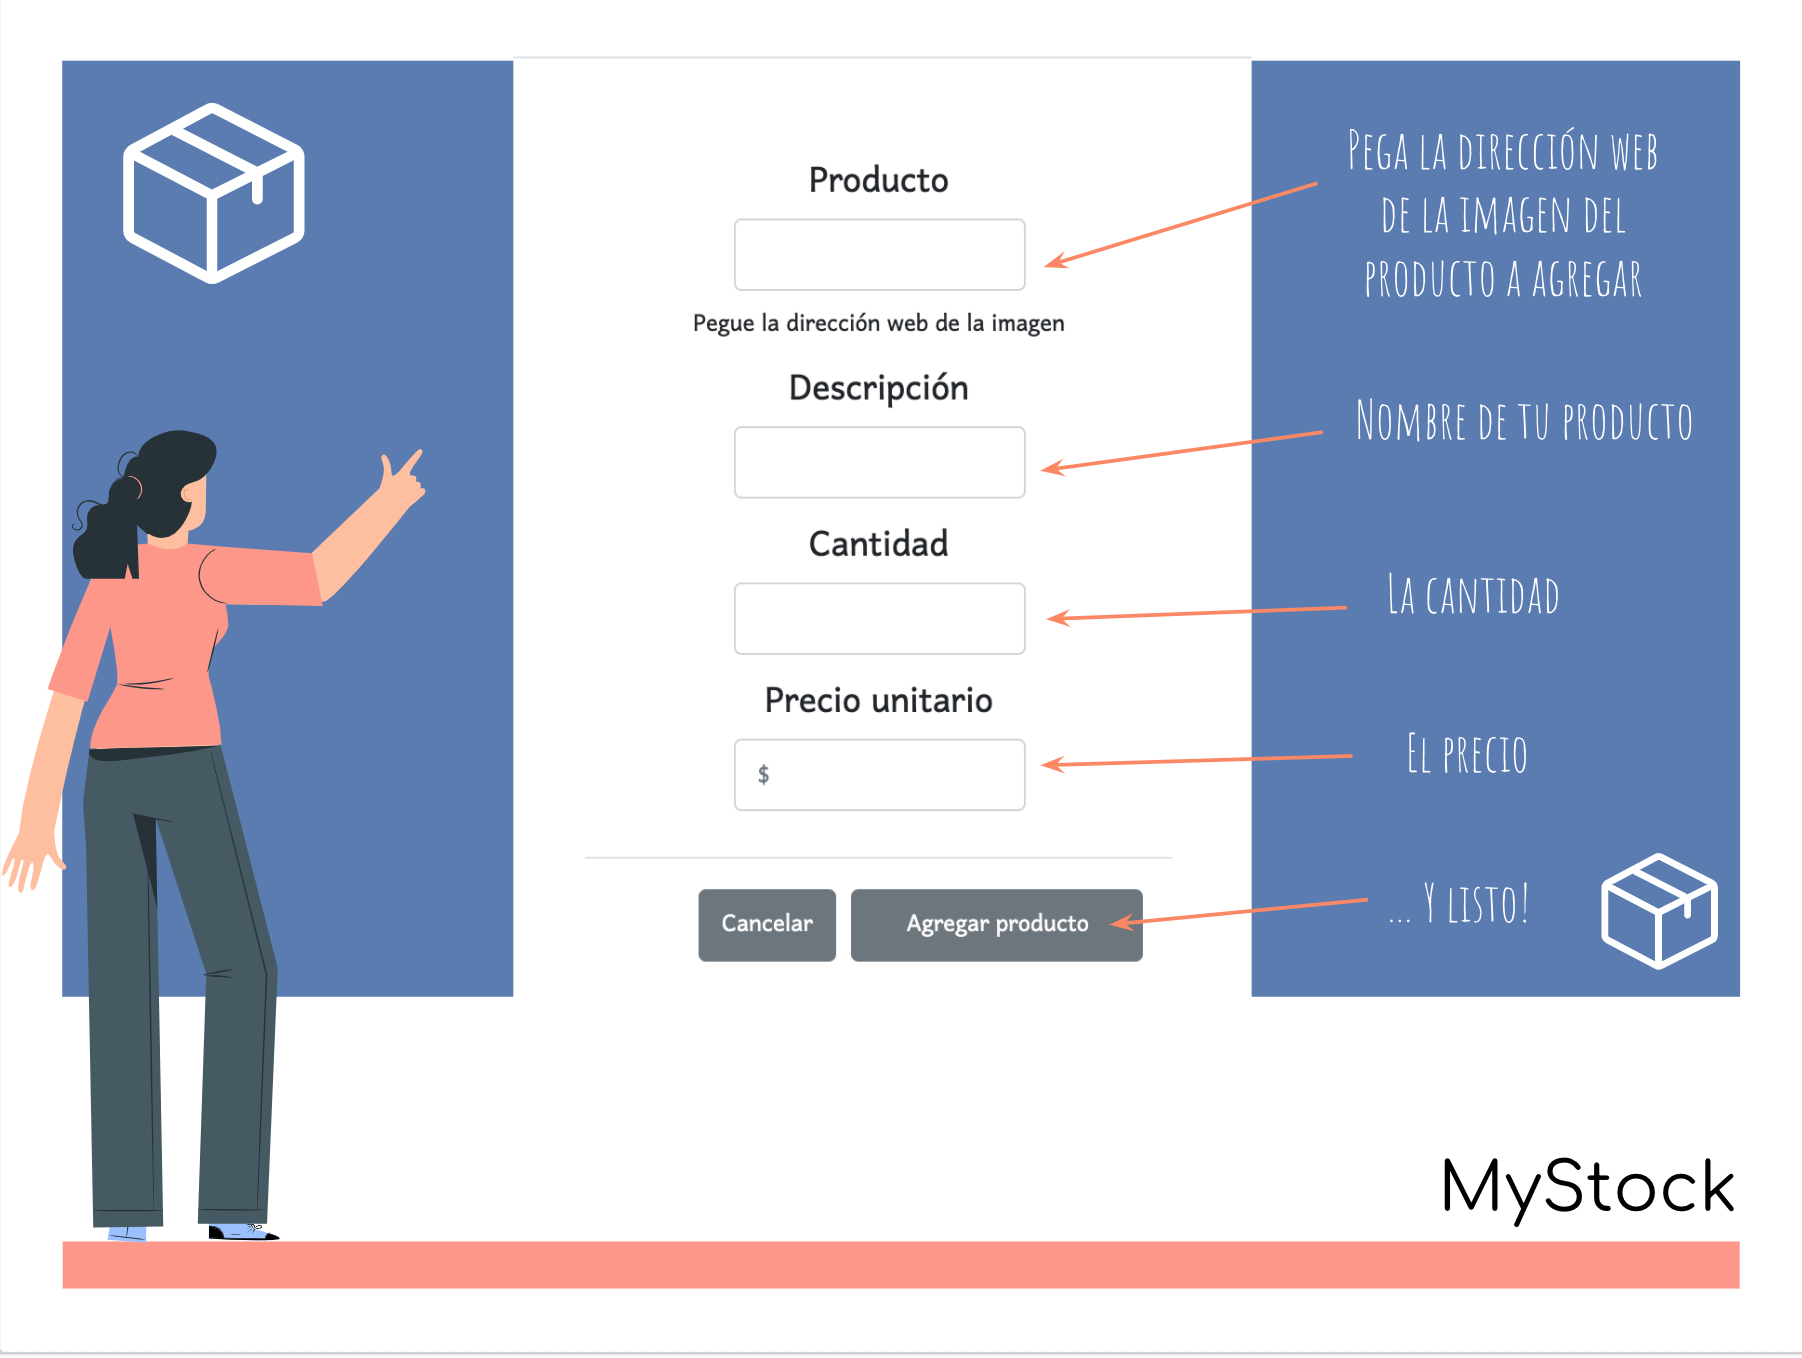 Producto
Pegue la dirección web de la imagen
Descripción
Cantidad
Precio unitario
$
Cancelar
Agregar producto
PEGA LA DIRECCIÓN WEB
DE LA IMAGEN DEL
PRODUCTO A AGREGAR
NOMBRE DE TU PRODUCTO
LA CANTIDAD
EL PRECIO
... Y LISTO!
MyStock